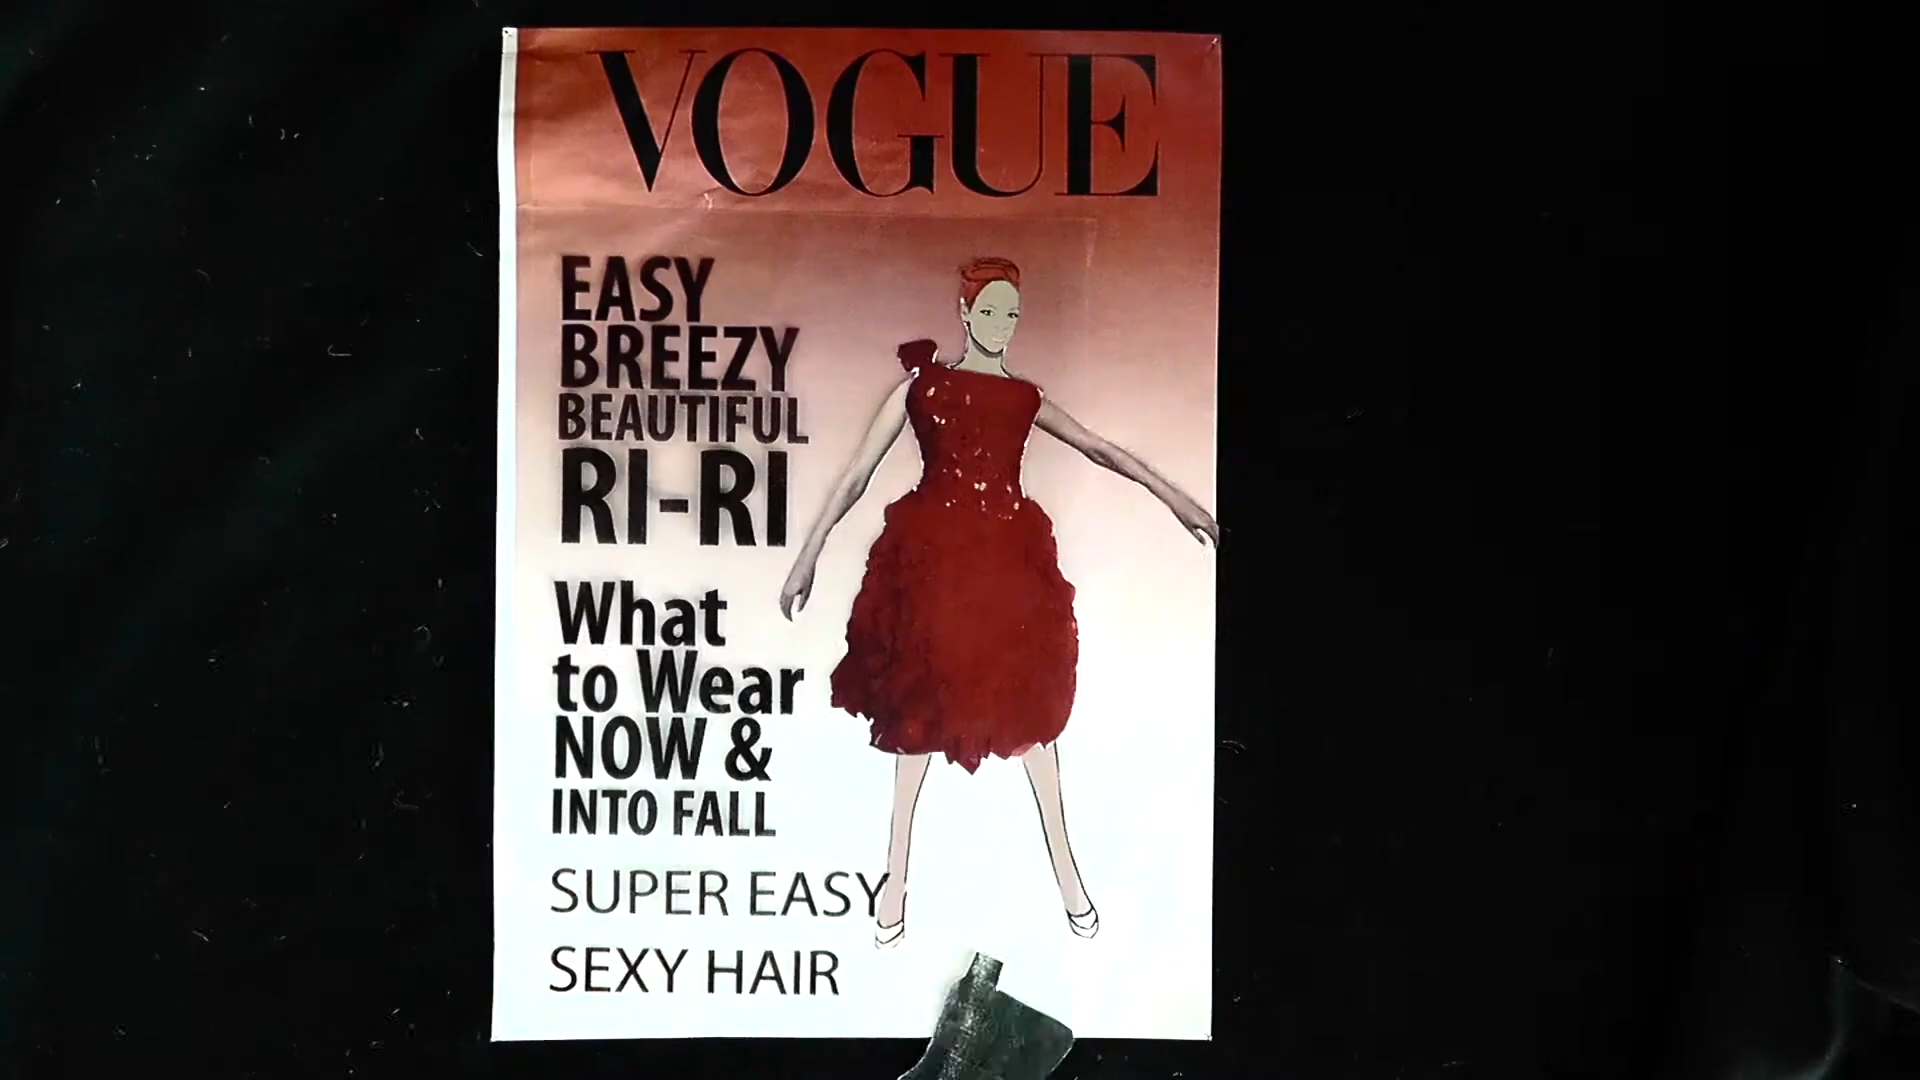 VOGUE
EASY
BREEZY
BEAUTIFUL
RI-RI
What
to Wear
NOW &
INTO FALL
SUPER EASY
SEXY HAIR